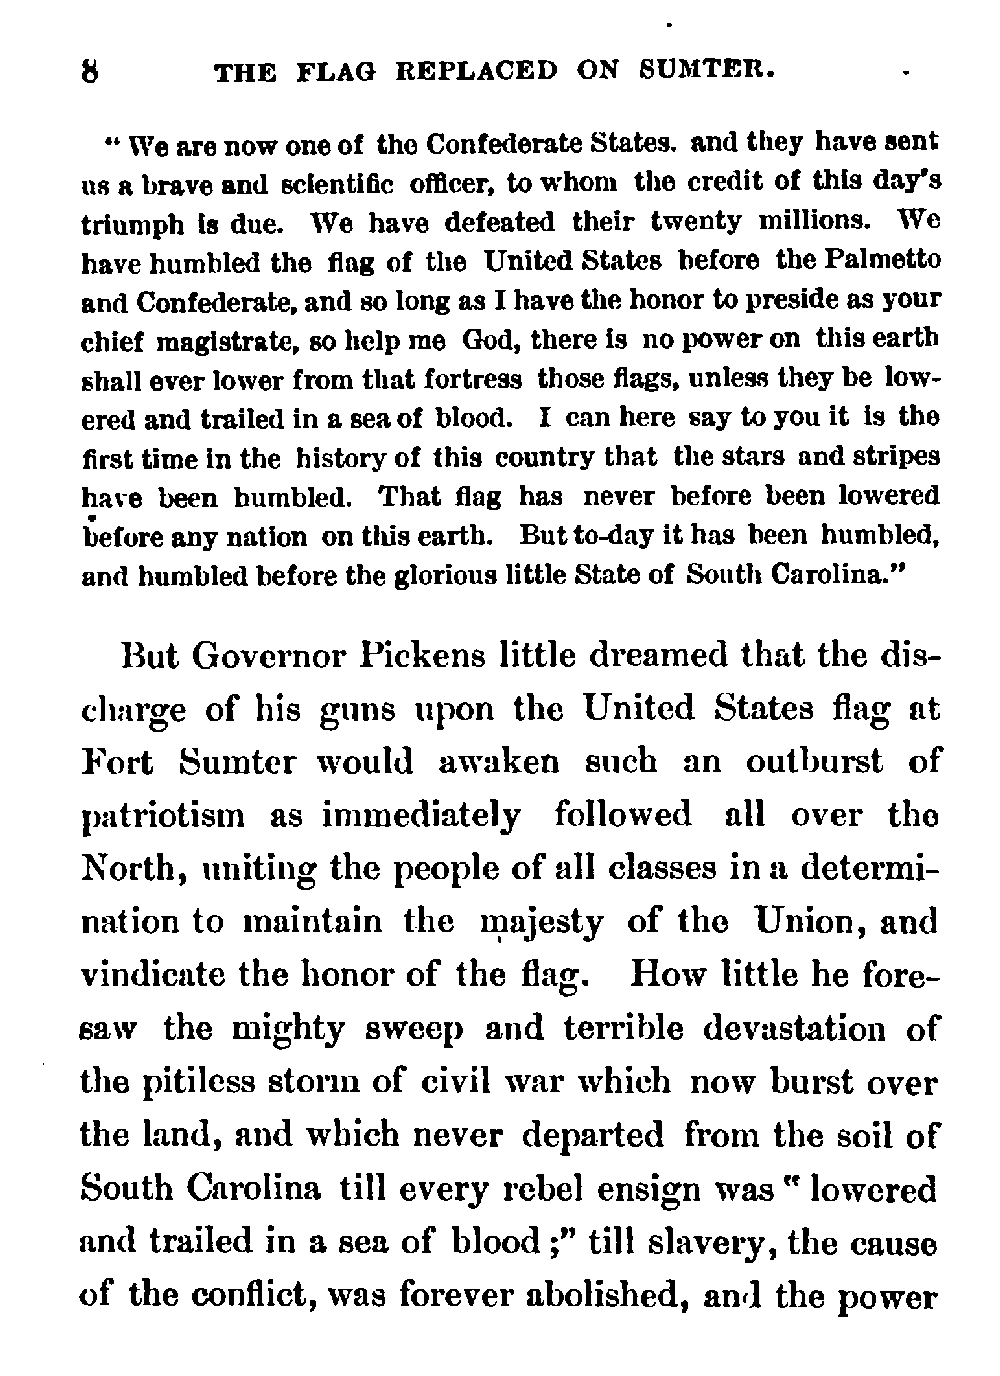 8 THE FLAG REPLACED ON SUMTER.
“ We are now one of the Confederate States. and they have sent
us a brave and scientific officer, to whom the credit of this day's
triumph is due. We have defeated their twenty millions. We
have humbled the flag of the United States before the Palmetto
and Confederate, and so long as I have the honor to preside as your
chief magistrate, so help me God, there is no power on this earth
shall ever lower from that fortress those flags, unless they be low-
ered and trailed in a sea of blood. I can here say to you it is the
first time in the history of this country that the stars and stripes
have been humbled. That flag has never before been lowered
before any nation on this earth. But to-day it has been humbled,
and humbled before the glorious little State of South Carolina.”
But Governor Pickens little dreamed that the dis-
charge of his guns upon the United States flag at
Fort Sumter would awaken such an outburst of
patriotism as immediately followed all over the
North, uniting the people of all classes in a determi-
nation to maintain the majesty of the Union, and
vindicate the honor of the flag. How little he fore-
saw the mighty sweep and terrible devastation of
the pitiless storm of civil war which now burst over
the land, and which never departed from the soil of
South Carolina till every rebel ensign was “ lowered
and trailed in a sea of blood ;” till slavery, the cause
of the conflict, was forever abolished, and the power